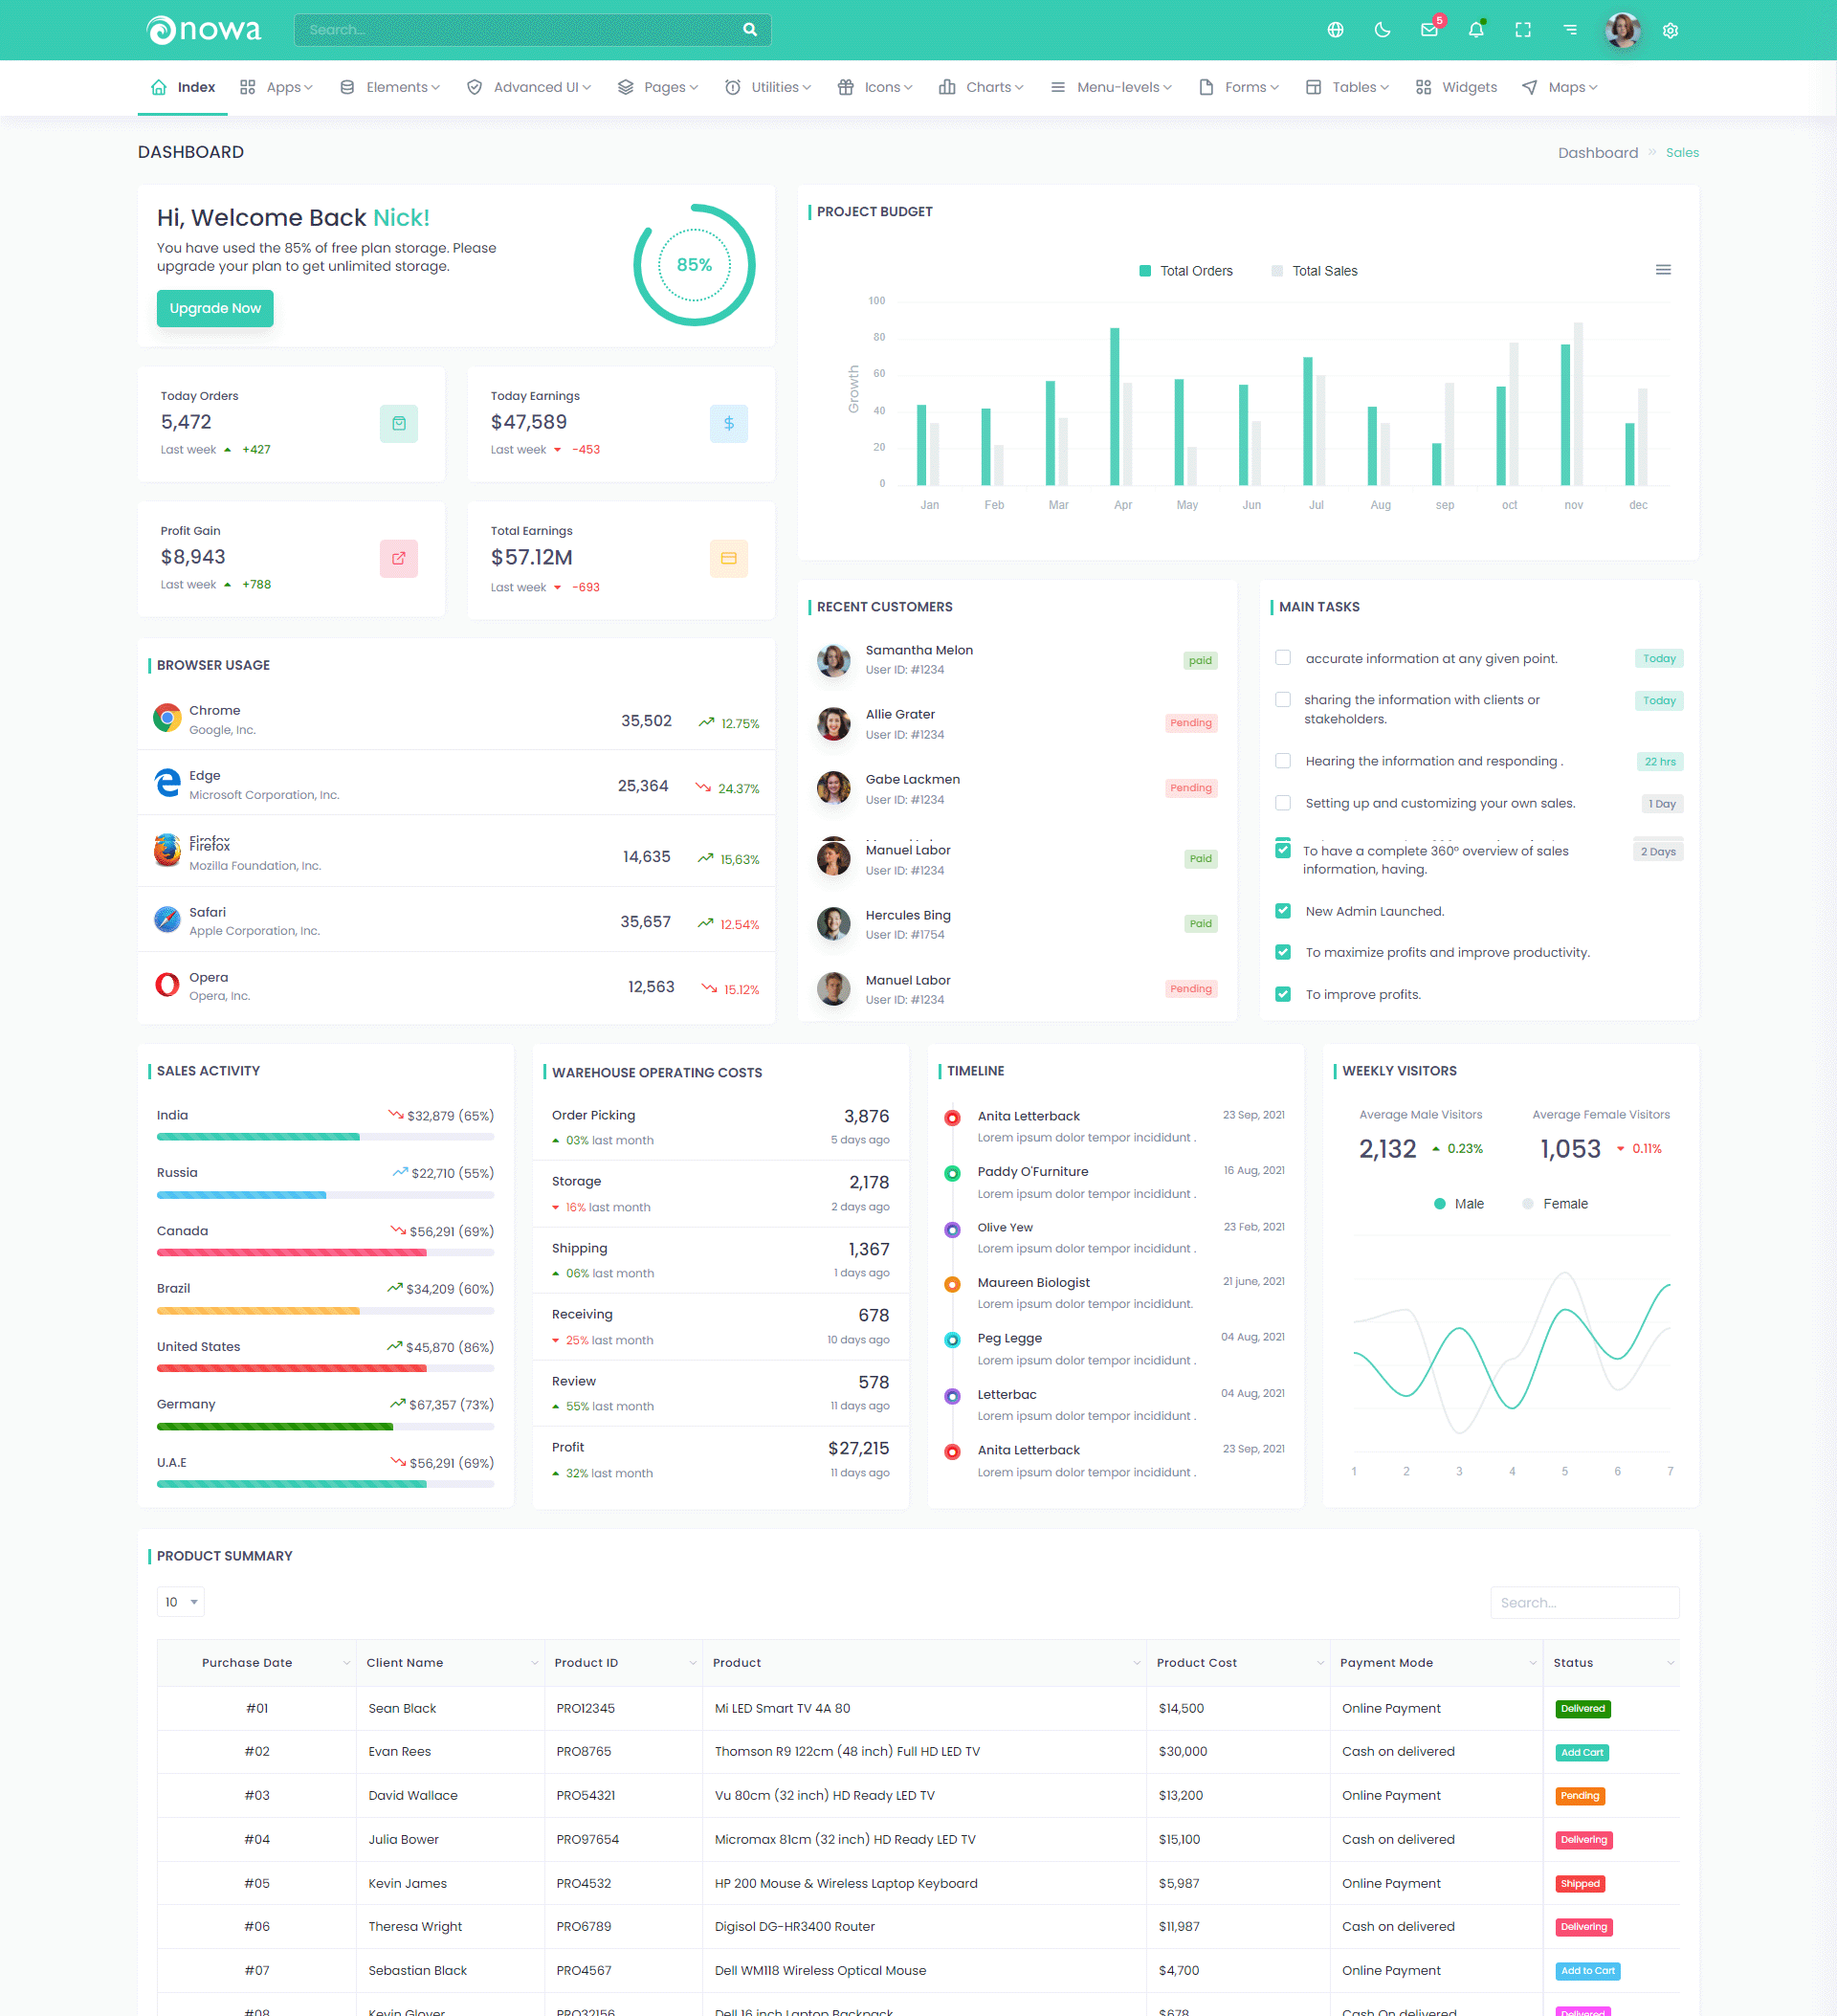 nowa
Search...
5
Index
Apps
Elements
Advanced UI
Pages
Utilities
Icons
Charts
Menu-levels
Forms
Tables
Widgets
Maps
DASHBOARD
Dashboard » Sales
Hi, Welcome Back Nick!
You have used the 85% of free plan storage. Please
upgrade your plan to get unlimited storage.
Upgrade Now
85%
Today Orders
5,472
Last week +427
Today Earnings
$47,589
Last week -453
Profit Gain
$8,943
Last week +788
Total Earnings
$57.12M
Last week -693
PROJECT BUDGET
Total Orders
Total Sales
Growth
100
80
60
40
20
0
Jan Feb Mar Apr May Jun Jul Aug sep oct nov dec
BROWSER USAGE
Chrome
Google, Inc.
35,502
12.75%
Edge
Microsoft Corporation, Inc.
25,364
24.37%
Firefox
Firefox
Mozilla Foundation, Inc.
14,635
15,63%
Safari
Apple Corporation, Inc.
35,657
12.54%
Opera
Opera, Inc.
12,563
15.12%
RECENT CUSTOMERS
Samantha Melon
User ID: #1234
paid
Allie Grater
User ID: #1234
Pending
Gabe Lackmen
User ID: #1234
Pending
Manuel Labor
User ID: #1234
Paid
Hercules Bing
User ID: #1754
Paid
Manuel Labor
User ID: #1234
Pending
MAIN TASKS
accurate information at any given point.
Today
sharing the information with clients or
stakeholders.
Today
Hearing the information and responding .
22 hrs
Setting up and customizing your own sales.
1 Day
To have a complete 360° overview of sales
information, having.
2 Days
New Admin Launched.
To maximize profits and improve productivity.
To improve profits.
SALES ACTIVITY
India
$32,879 (65%)
Russia
$22,710 (55%)
Canada
$56,291 (69%)
Brazil
$34,209 (60%)
United States
$45,870 (86%)
Germany
$67,357 (73%)
U.A.E
$56,291 (69%)
WAREHOUSE OPERATING COSTS
Order Picking
3,876
03% last month
5 days ago
Storage
2,178
16% last month
2 days ago
Shipping
1,367
06% last month
1 days ago
Receiving
678
25% last month
10 days ago
Review
578
55% last month
11 days ago
Profit
$27,215
32% last month
11 days ago
TIMELINE
Anita Letterback
23 Sep, 2021
Lorem ipsum dolor tempor incididunt .
Paddy O'Furniture
16 Aug, 2021
Lorem ipsum dolor tempor incididunt .
Olive Yew
23 Feb, 2021
Lorem ipsum dolor tempor incididunt .
Maureen Biologist
21 june, 2021
Lorem ipsum dolor tempor incididunt.
Peg Legge
04 Aug, 2021
Lorem ipsum dolor tempor incididunt .
Letterbac
04 Aug, 2021
Lorem ipsum dolor tempor incididunt .
Anita Letterback
23 Sep, 2021
Lorem ipsum dolor tempor incididunt .
WEEKLY VISITORS
Average Male Visitors
2,132 0.23%
Average Female Visitors
1,053 0.11%
Male
Female
1 2 3 4 5 6 7
PRODUCT SUMMARY
10
Search...
Purchase Date Client Name Product ID Product Product Cost Payment Mode Status
#01 Sean Black PRO12345 Mi LED Smart TV 4A 80 $14,500 Online Payment Delivered
#02 Evan Rees PRO8765 Thomson R9 122cm (48 inch) Full HD LED TV $30,000 Cash on delivered Add Cart
#03 David Wallace PRO54321 Vu 80cm (32 inch) HD Ready LED TV $13,200 Online Payment Pending
#04 Julia Bower PRO97654 Micromax 81cm (32 inch) HD Ready LED TV $15,100 Cash on delivered Delivering
#05 Kevin James PRO4532 HP 200 Mouse & Wireless Laptop Keyboard $5,987 Online Payment Shipped
#06 Theresa Wright PRO6789 Digisol DG-HR3400 Router $11,987 Cash on delivered Delivering
#07 Sebastian Black PRO4567 Dell WM118 Wireless Optical Mouse $4,700 Online Payment Add to Cart
#08 Kevin Glover PRO32156 Dell 16 inch Laptop Backpack $678 Cash On delivered Delivered